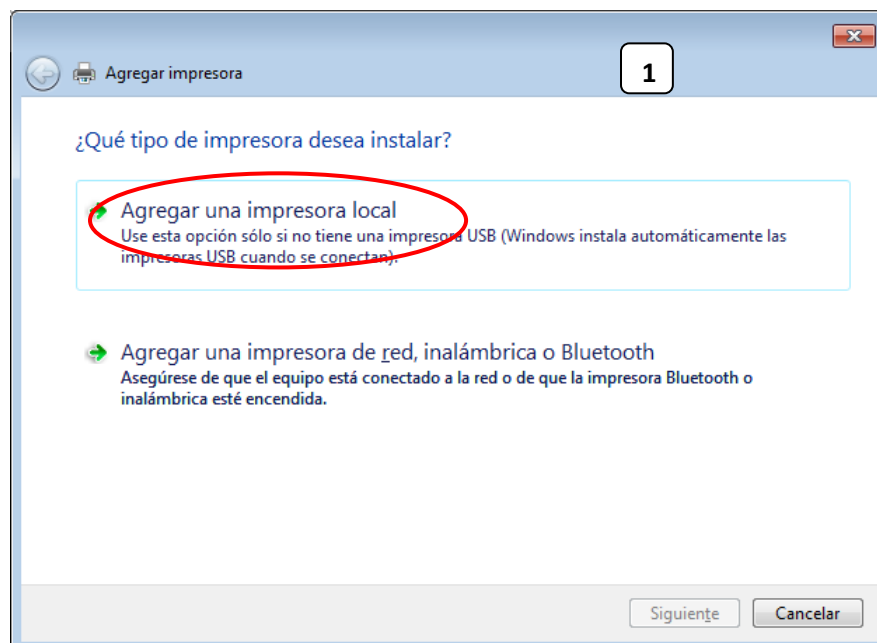 1
Agregar impresora
¿Qué tipo de impresora desea instalar?
Agregar una impresora local
Use esta opción sólo si no tiene una impresora USB (Windows instala automáticamente las
impresoras USB cuando se conectan).
Agregar una impresora de red, inalámbrica o Bluetooth
Asegúrese de que el equipo está conectado a la red o de que la impresora Bluetooth o
inalámbrica esté encendida.
Siguiente
Cancelar